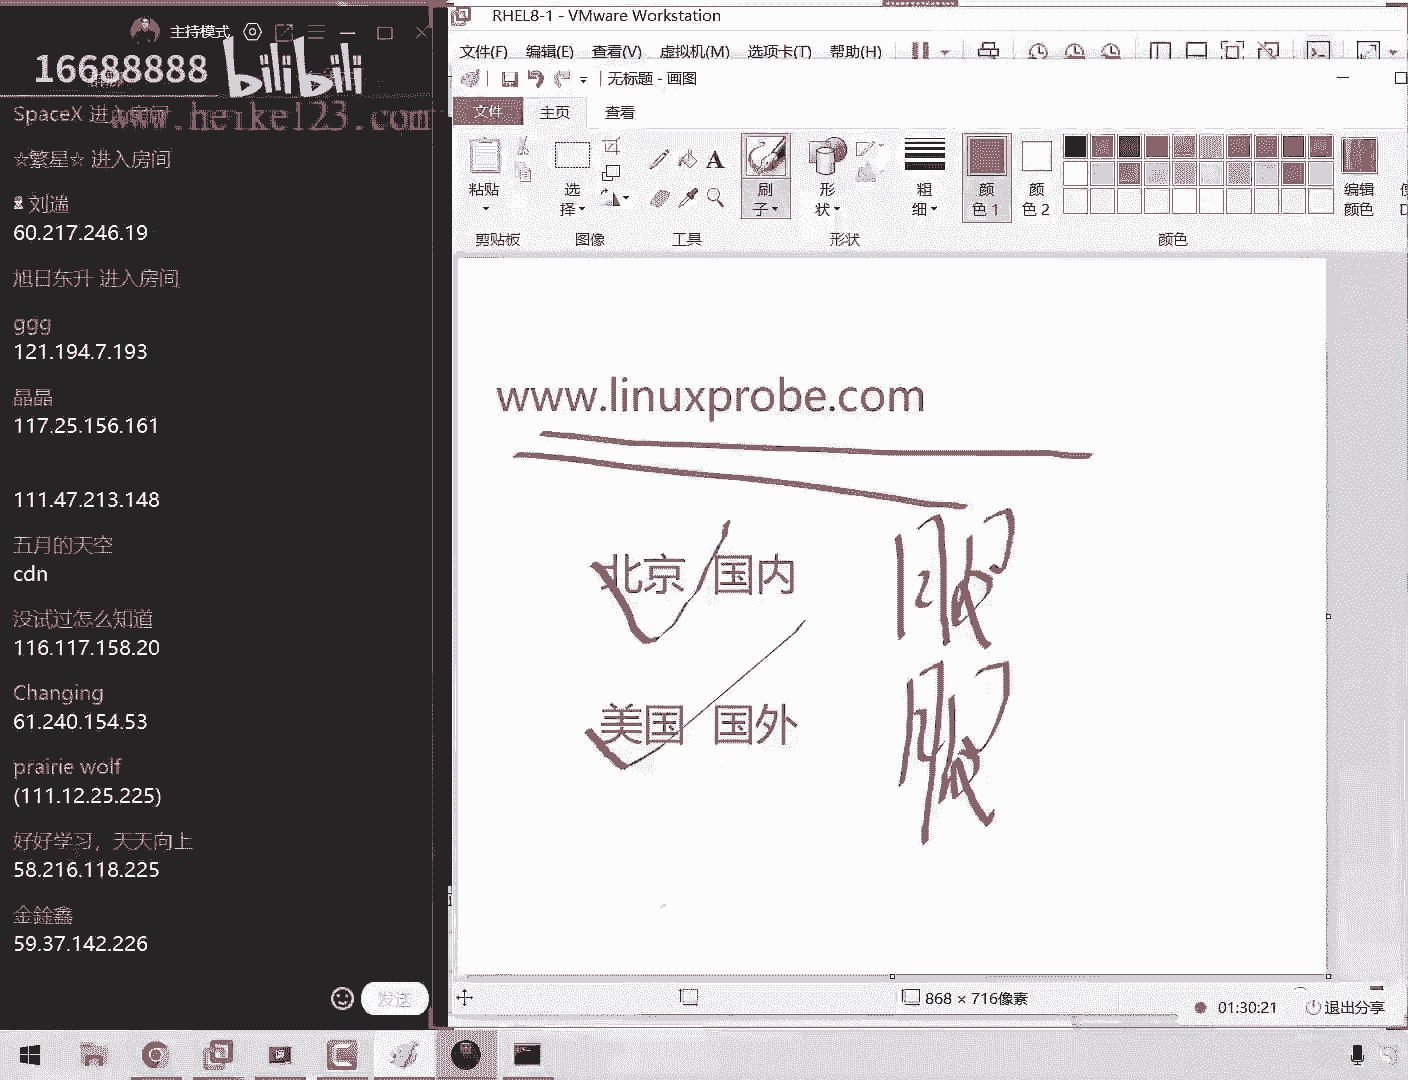 主持模式
16688888 bilibili
www.heike123.com
SpaceX 进入房间
☆繁星☆ 进入房间
刘遄
60.217.246.19
旭日东升 进入房间
ggg
121.194.7.193
晶晶
117.25.156.161
111.47.213.148
五月的天空
cdn
没试过怎么知道
116.117.158.20
Changing
61.240.154.53
prairie wolf
(111.12.25.225)
好好学习，天天向上
58.216.118.225
金銓鑫
59.37.142.226
发送
RHEL8-1 - VMware Workstation
文件(F) 编辑(E) 查看(V) 虚拟机(M) 选项卡(T) 帮助(H)
无标题 - 画图
文件 主页 查看
粘贴
选择
刷子
形状
粗细
颜色 1
颜色 2
编辑颜色
剪贴板 图像 工具 形状 颜色
www.linuxprobe.com
北京 国内
美国 国外
868 × 716像素
01:30:21 退出分享